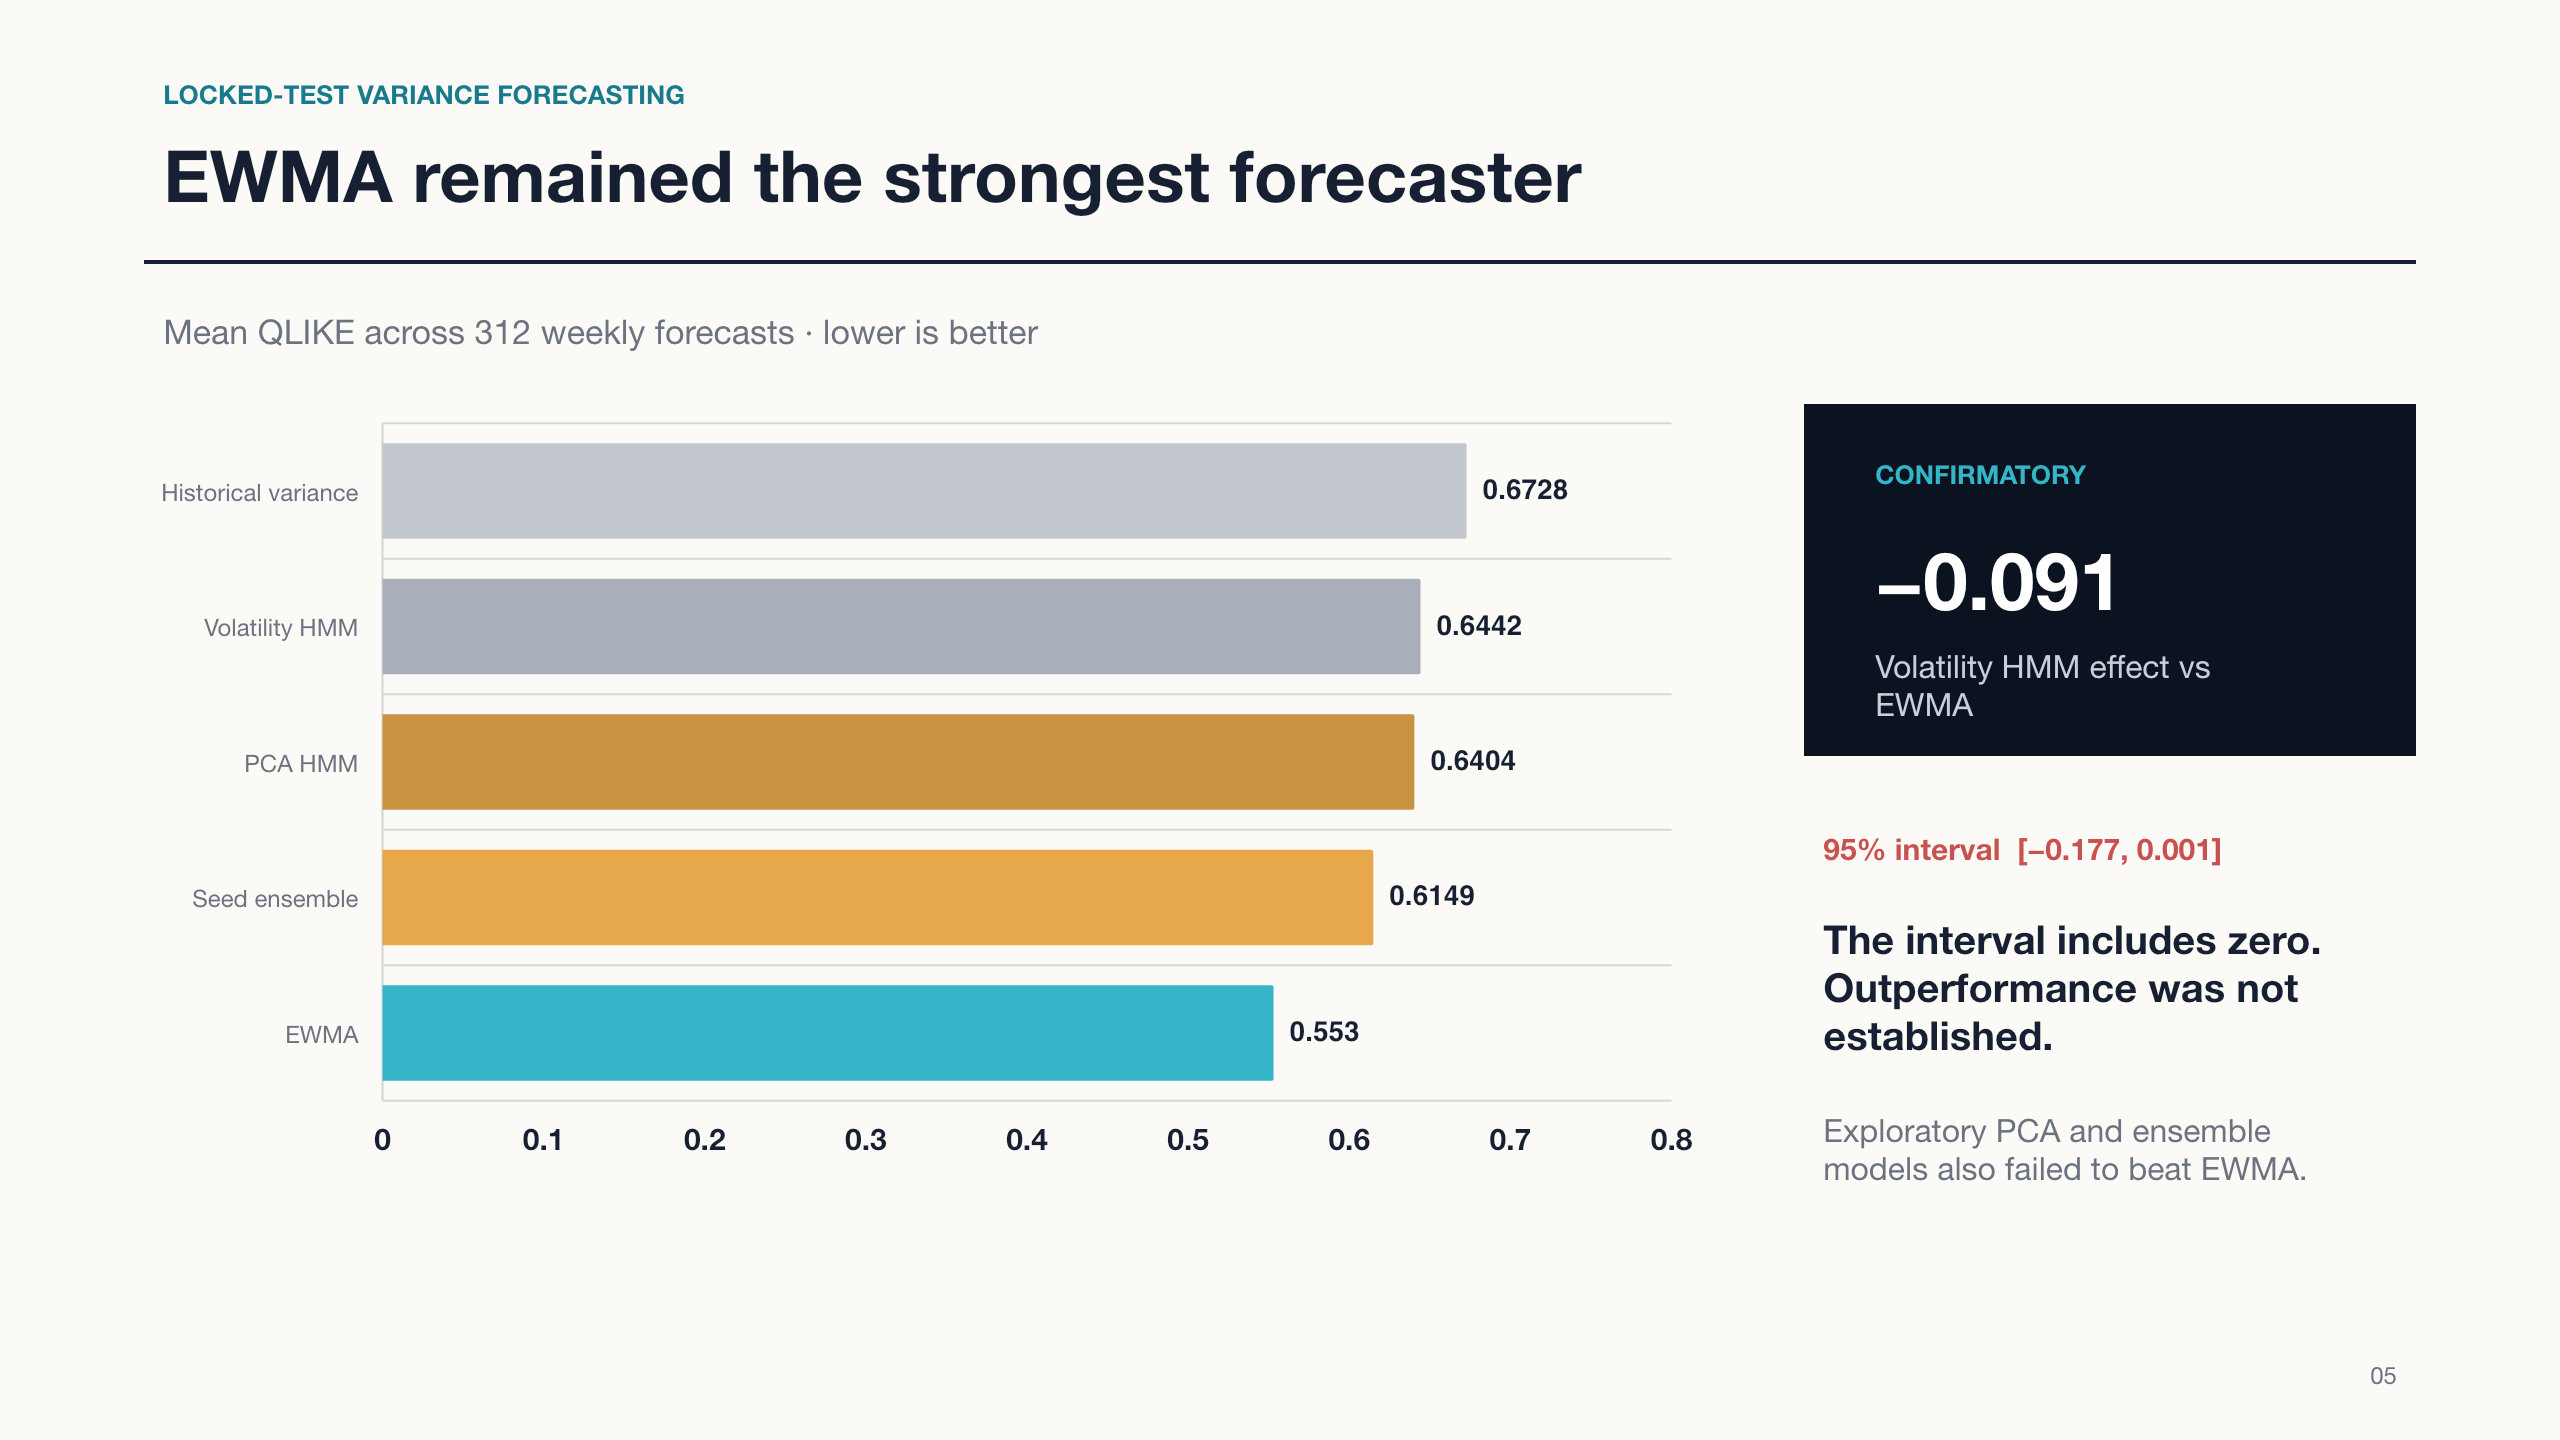 LOCKED-TEST VARIANCE FORECASTING
EWMA remained the strongest forecaster
Mean QLIKE across 312 weekly forecasts · lower is better
Historical variance
0.6728
Volatility HMM
0.6442
PCA HMM
0.6404
Seed ensemble
0.6149
EWMA
0.553
0 0.1 0.2 0.3 0.4 0.5 0.6 0.7 0.8
CONFIRMATORY
−0.091
Volatility HMM effect vs
EWMA
95% interval [−0.177, 0.001]
The interval includes zero.
Outperformance was not
established.
Exploratory PCA and ensemble
models also failed to beat EWMA.
05